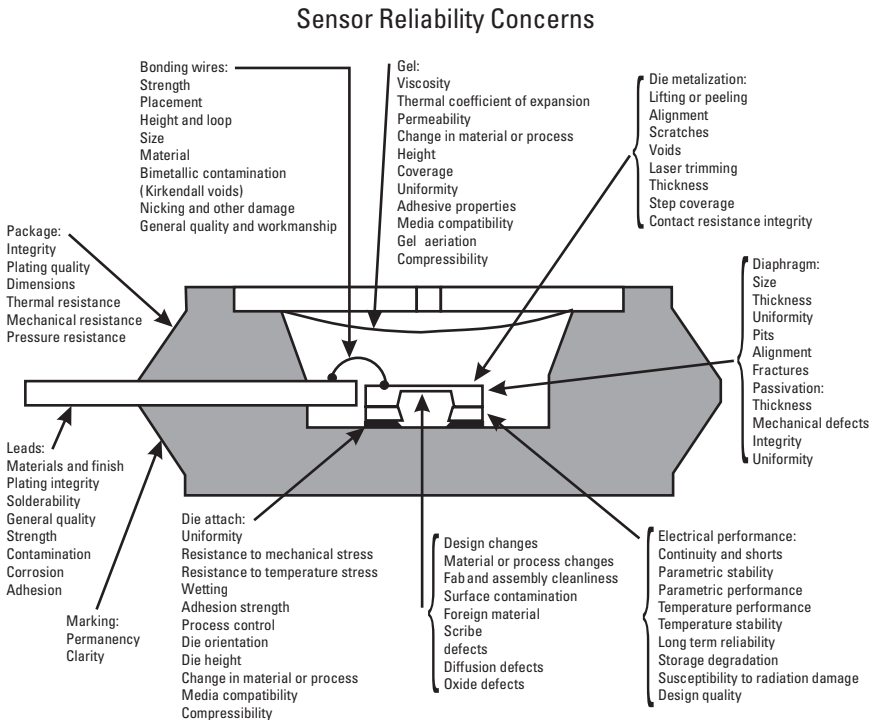 Sensor Reliability Concerns
Bonding wires:
Strength
Placement
Height and loop
Size
Material
Bimetallic contamination
(Kirkendall voids)
Nicking and other damage
General quality and workmanship
Gel:
Viscosity
Thermal coefficient of expansion
Permeability
Change in material or process
Height
Coverage
Uniformity
Adhesive properties
Media compatibility
Gel aeriation
Compressibility
Die metalization:
Lifting or peeling
Alignment
Scratches
Voids
Laser trimming
Thickness
Step coverage
Contact resistance integrity
Package:
Integrity
Plating quality
Dimensions
Thermal resistance
Mechanical resistance
Pressure resistance
Diaphragm:
Size
Thickness
Uniformity
Pits
Alignment
Fractures
Passivation:
Thickness
Mechanical defects
Integrity
Uniformity
Leads:
Materials and finish
Plating integrity
Solderability
General quality
Strength
Contamination
Corrosion
Adhesion
Marking:
Permanency
Clarity
Die attach:
Uniformity
Resistance to mechanical stress
Resistance to temperature stress
Wetting
Adhesion strength
Process control
Die orientation
Die height
Change in material or process
Media compatibility
Compressibility
Design changes
Material or process changes
Fab and assembly cleanliness
Surface contamination
Foreign material
Scribe
defects
Diffusion defects
Oxide defects
Electrical performance:
Continuity and shorts
Parametric stability
Parametric performance
Temperature performance
Temperature stability
Long term reliability
Storage degradation
Susceptibility to radiation damage
Design quality